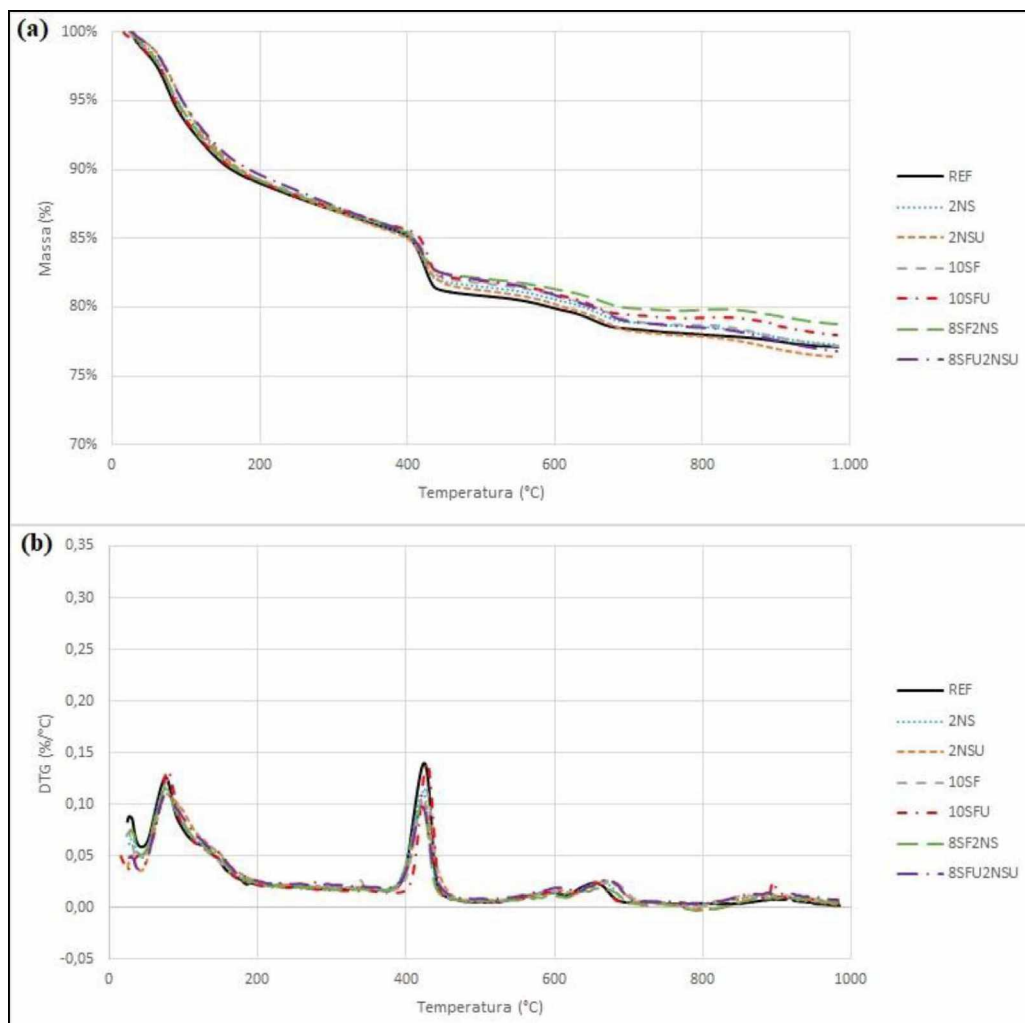 (a)
100%
95%
90%
85%
80%
75%
70%
Massa (%)
0 200 400 600 800 1.000
Temperatura (°C)
REF
2NS
2NSU
10SF
10SFU
8SF2NS
8SFU2NSU
(b)
0,35
0,30
0,25
0,20
0,15
0,10
0,05
0,00
-0,05
DTG (%/°C)
0 200 400 600 800 1000
Temperatura (°C)
REF
2NS
2NSU
10SF
10SFU
8SF2NS
8SFU2NSU